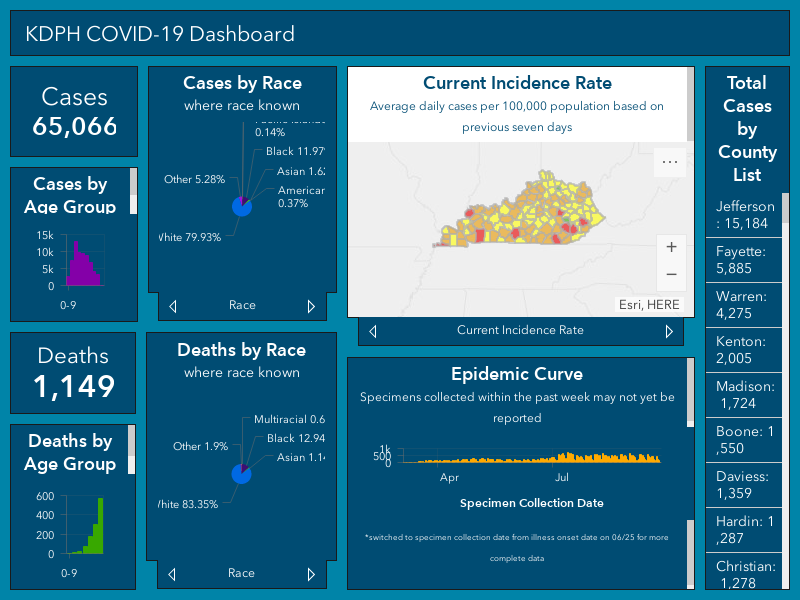 KDPH COVID-19 Dashboard
Cases
65,066
Cases by
Age Group
15k
10k
5k
0
0-9
Deaths
1,149
Deaths by
Age Group
600
400
200
0
0-9
Cases by Race
where race known
0.14%
Black 11.97
Asian 1.6
Other 5.28%
American
0.37%
White 79.93%
Race
Deaths by Race
where race known
Multiracial 0.6
Black 12.94
Other 1.9%
Asian 1.1
White 83.35%
Race
Current Incidence Rate
Average daily cases per 100,000 population based on
previous seven days
...
+
−
Esri, HERE
Current Incidence Rate
Epidemic Curve
Specimens collected within the past week may not yet be
reported
1k
500
0
Apr
Jul
Specimen Collection Date
*switched to specimen collection date from illness onset date on 06/25 for more
complete data
Total
Cases
by
County
List
Jefferson
: 15,184
Fayette:
5,885
Warren:
4,275
Kenton:
2,005
Madison:
1,724
Boone: 1
,550
Daviess:
1,359
Hardin: 1
,287
Christian:
1,278